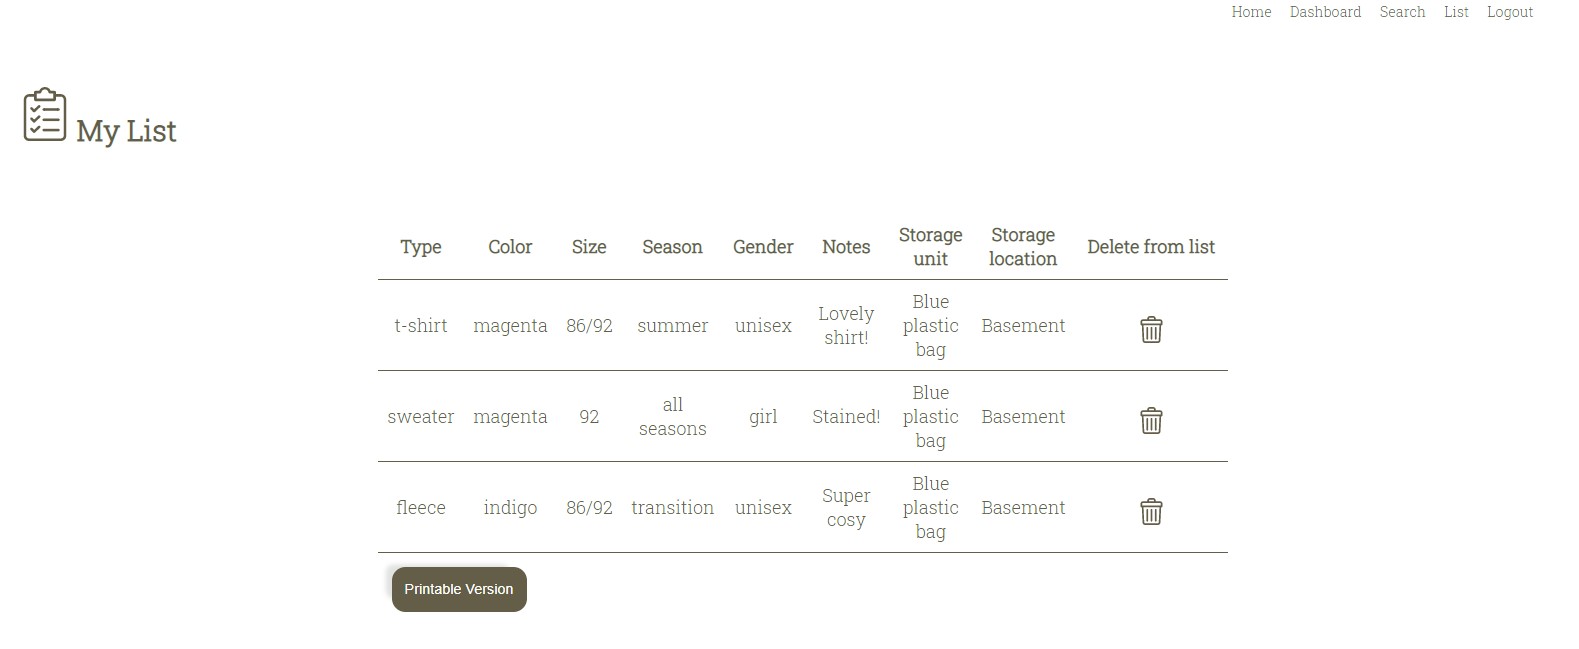 Home Dashboard Search List Logout
My List
Type Color Size Season Gender Notes Storage unit Storage location Delete from list
t-shirt magenta 86/92 summer unisex Lovely shirt! Blue plastic bag Basement
sweater magenta 92 all seasons girl Stained! Blue plastic bag Basement
fleece indigo 86/92 transition unisex Super cosy Blue plastic bag Basement
Printable Version